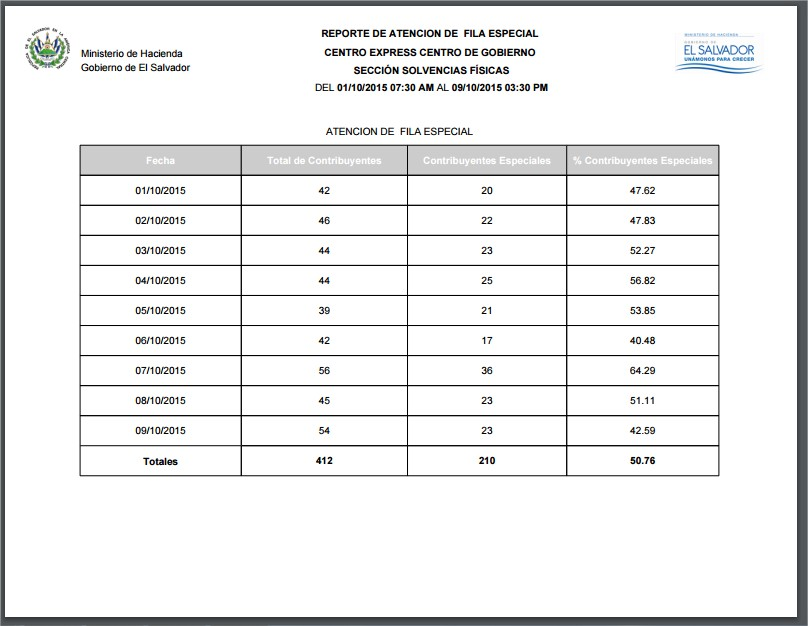 REPORTE DE ATENCION DE FILA ESPECIAL
CENTRO EXPRESS CENTRO DE GOBIERNO
SECCIÓN SOLVENCIAS FÍSICAS
DEL 01/10/2015 07:30 AM AL 09/10/2015 03:30 PM
Ministerio de Hacienda
Gobierno de El Salvador
MINISTERIO DE HACIENDA
GOBIERNO DE
EL SALVADOR
UNÁMONOS PARA CRECER
ATENCION DE FILA ESPECIAL
Fecha Total de Contribuyentes Contribuyentes Especiales % Contribuyentes Especiales
01/10/2015 42 20 47.62
02/10/2015 46 22 47.83
03/10/2015 44 23 52.27
04/10/2015 44 25 56.82
05/10/2015 39 21 53.85
06/10/2015 42 17 40.48
07/10/2015 56 36 64.29
08/10/2015 45 23 51.11
09/10/2015 54 23 42.59
Totales 412 210 50.76